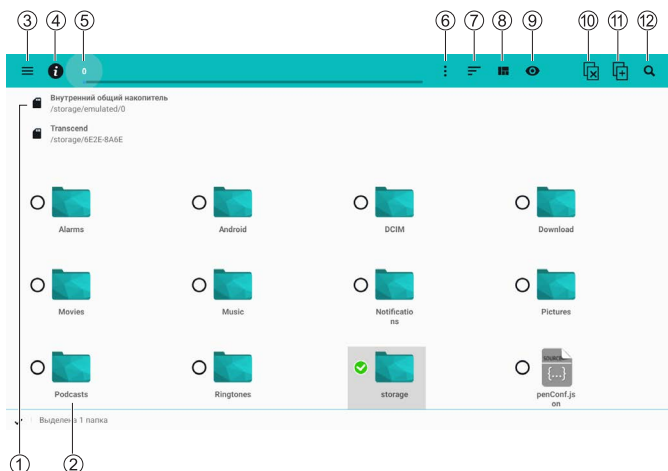 3 4 5 6 7 8 9 10 11 12
i 0
Внутренний общий накопитель
/storage/emulated/0
Transcend
/storage/6E2E-8A6E
Alarms Android DCIM Download
Movies Music Notificatio Pictures
ns
SOURCE
{...}
Podcasts Ringtones storage penConf.js
on
Выделена 1 папка
1 2